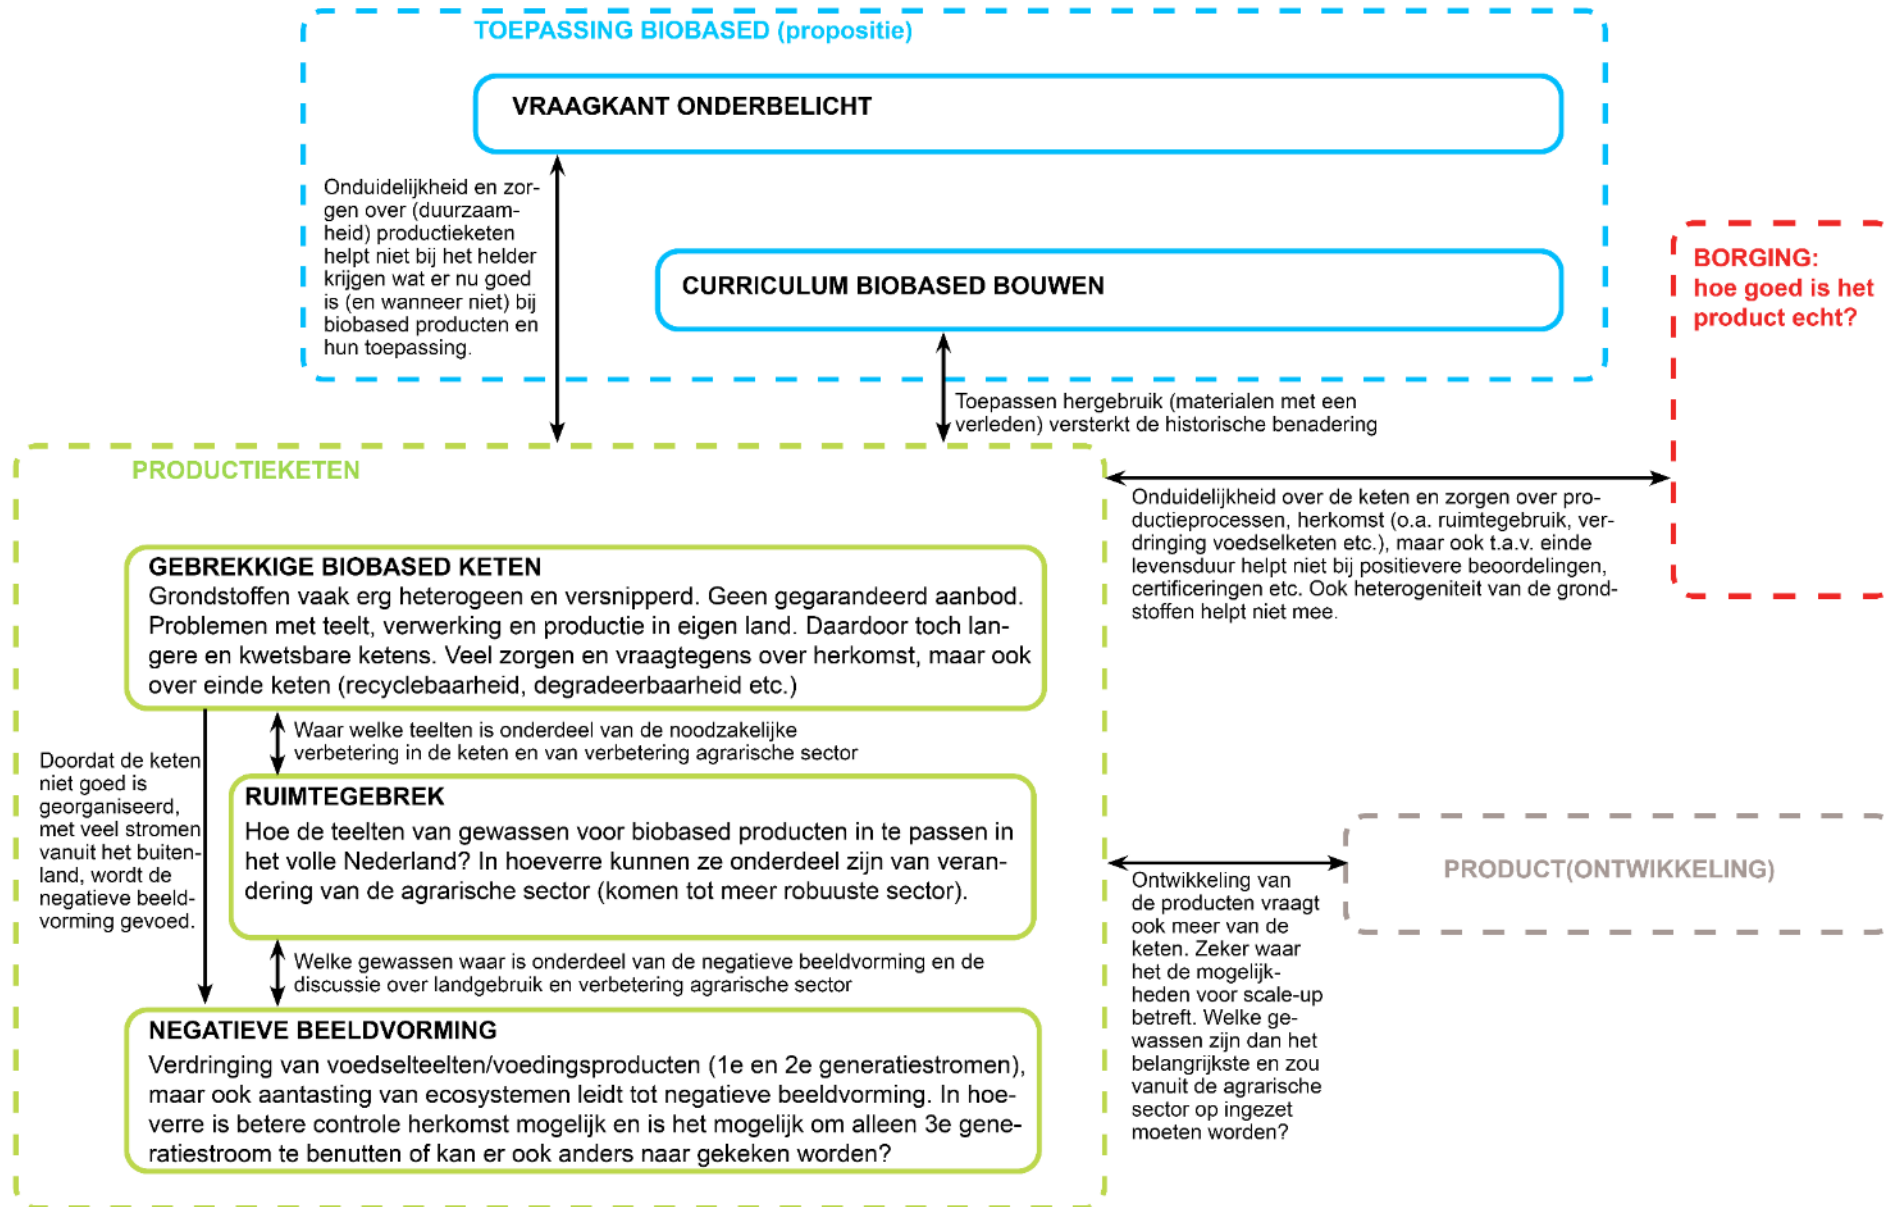 TOEPASSING BIOBASED (propositie)
VRAAGKANT ONDERBELICHT
Onduidelijkheid en zor-
gen over (duurzaam-
heid) productieketen
helpt niet bij het helder
krijgen wat er nu goed
is (en wanneer niet) bij
biobased producten en
hun toepassing.
CURRICULUM BIOBASED BOUWEN
BORGING:
hoe goed is het
product echt?
Toepassen hergebruik (materialen met een
verleden) versterkt de historische benadering
PRODUCTIEKETEN
Onduidelijkheid over de keten en zorgen over pro-
ductieprocessen, herkomst (o.a. ruimtegebruik, ver-
dringing voedselketen etc.), maar ook t.a.v. einde
levensduur helpt niet bij positievere beoordelingen,
certificeringen etc. Ook heterogeniteit van de grond-
stoffen helpt niet mee.
GEBREKKIGE BIOBASED KETEN
Grondstoffen vaak erg heterogeen en versnipperd. Geen gegarandeerd aanbod.
Problemen met teelt, verwerking en productie in eigen land. Daardoor toch lan-
gere en kwetsbare ketens. Veel zorgen en vraagtegens over herkomst, maar ook
over einde keten (recyclebaarheid, degradeerbaarheid etc.)
Waar welke teelten is onderdeel van de noodzakelijke
verbetering in de keten en van verbetering agrarische sector
Doordat de keten
niet goed is
georganiseerd,
met veel stromen
vanuit het buiten-
land, wordt de
negatieve beeld-
vorming gevoed.
RUIMTEGEBREK
Hoe de teelten van gewassen voor biobased producten in te passen in
het volle Nederland? In hoeverre kunnen ze onderdeel zijn van veran-
dering van de agrarische sector (komen tot meer robuuste sector).
PRODUCT(ONTWIKKELING)
Ontwikkeling van
de producten vraagt
ook meer van de
keten. Zeker waar
het de mogelijk-
heden voor scale-up
betreft. Welke ge-
wassen zijn dan het
belangrijkste en zou
vanuit de agrarische
sector op ingezet
moeten worden?
Welke gewassen waar is onderdeel van de negatieve beeldvorming en de
discussie over landgebruik en verbetering agrarische sector
NEGATIEVE BEELDVORMING
Verdringing van voedselteelten/voedingsproducten (1e en 2e generatiestromen),
maar ook aantasting van ecosystemen leidt tot negatieve beeldvorming. In hoe-
verre is betere controle herkomst mogelijk en is het mogelijk om alleen 3e gene-
ratiestroom te benutten of kan er ook anders naar gekeken worden?